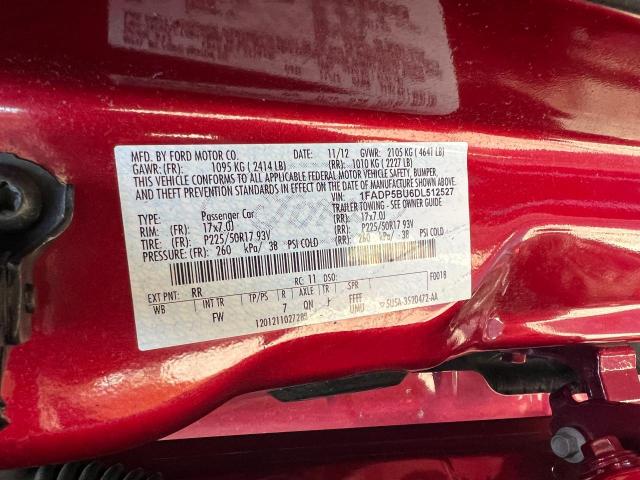 MFD. BY FORD MOTOR CO. DATE: 11/12 GVWR: 2105 KG ( 4641 LB)
GAWR: (FR): 1095 KG ( 2414 LB) (RR): 1010 KG ( 2227 LB)
THIS VEHICLE CONFORMS TO ALL APPLICABLE FEDERAL MOTOR VEHICLE SAFETY, BUMPER,
AND THEFT PREVENTION STANDARDS IN EFFECT ON THE DATE OF MANUFACTURE SHOWN ABOVE.
VIN: 1FADP5BU6DL512527
TYPE: Passenger Car TRAILER TOWING - SEE OWNER GUIDE
RIM: (FR): 17x7.0J (RR): 17x7.0J
TIRE: (FR): P225/50R17 93V (RR): P225/50R17 93V
PRESSURE: (FR): 260 kPa/ 38 PSI COLD (RR): 260 kPa/ 38 PSI COLD
EXT PNT: RR RC: 11 DSO: F0018
WB INT TR TP/PS R AXLE TR SPR
FW 7 QN FFFF
UMU